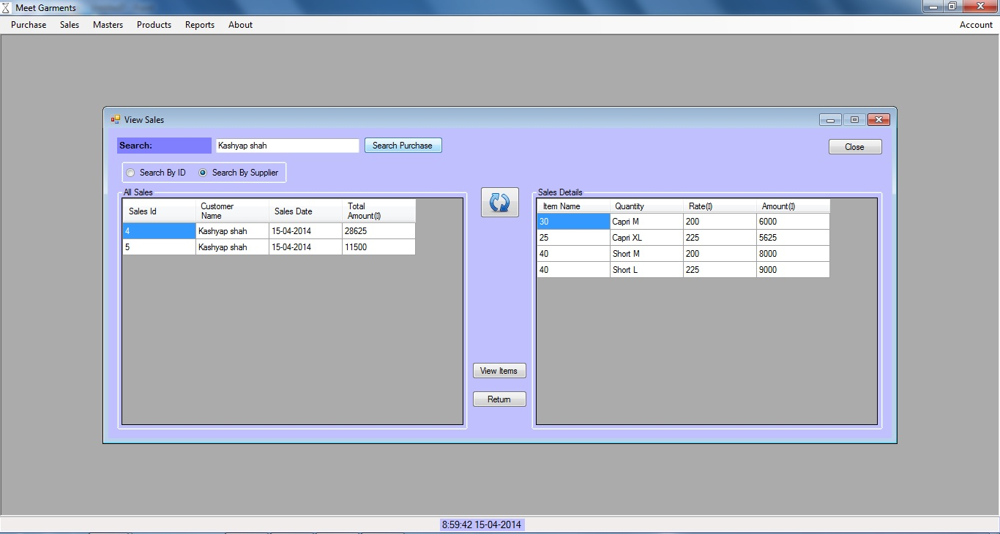 Meet Garments
Purchase Sales Masters Products Reports About Account
View Sales
Search: Kashyap shah Search Purchase Close
Search By ID Search By Supplier
All Sales
Sales Id Customer Name Sales Date Total Amount(₹)
4 Kashyap shah 15-04-2014 28625
5 Kashyap shah 15-04-2014 11500
Sales Details
Item Name Quantity Rate(₹) Amount(₹)
30 Capri M 200 6000
25 Capri XL 225 5625
40 Short M 200 8000
40 Short L 225 9000
View Items
Return
8:59:42 15-04-2014